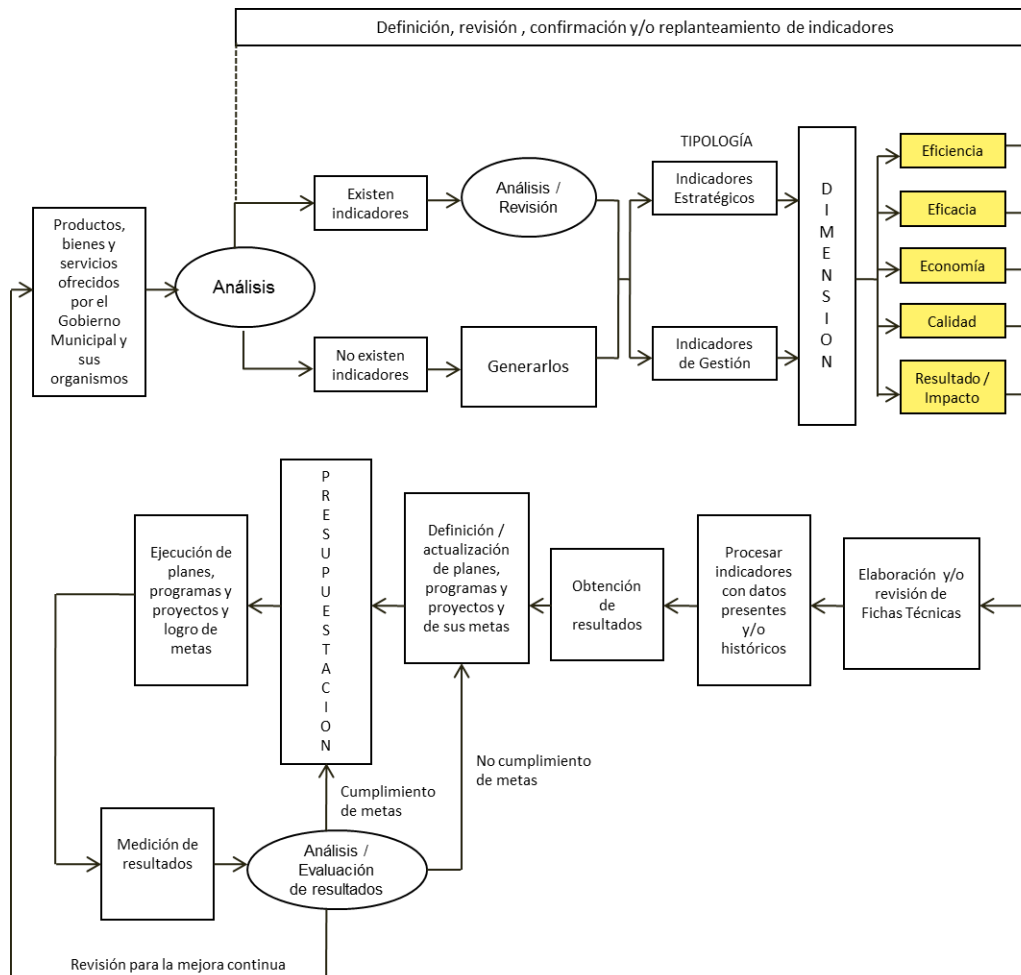 Definición, revisión , confirmación y/o replanteamiento de indicadores
Productos,
bienes y
servicios
ofrecidos
por el
Gobierno
Municipal y
sus
organismos
Análisis
Existen
indicadores
Análisis /
Revisión
No existen
indicadores
Generarlos
TIPOLOGÍA
Indicadores
Estratégicos
Indicadores
de Gestión
D
I
M
E
N
S
I
O
N
Eficiencia
Eficacia
Economía
Calidad
Resultado /
Impacto
Elaboración y/o
revisión de
Fichas Técnicas
Procesar
indicadores
con datos
presentes
y/o
históricos
Obtención
de
resultados
Definición /
actualización
de planes,
programas y
proyectos y
de sus metas
P
R
E
S
U
P
U
E
S
T
A
C
I
O
N
Ejecución de
planes,
programas y
proyectos y
logro de
metas
Medición de
resultados
Análisis /
Evaluación
de resultados
Cumplimiento
de metas
No cumplimiento
de metas
Revisión para la mejora continua